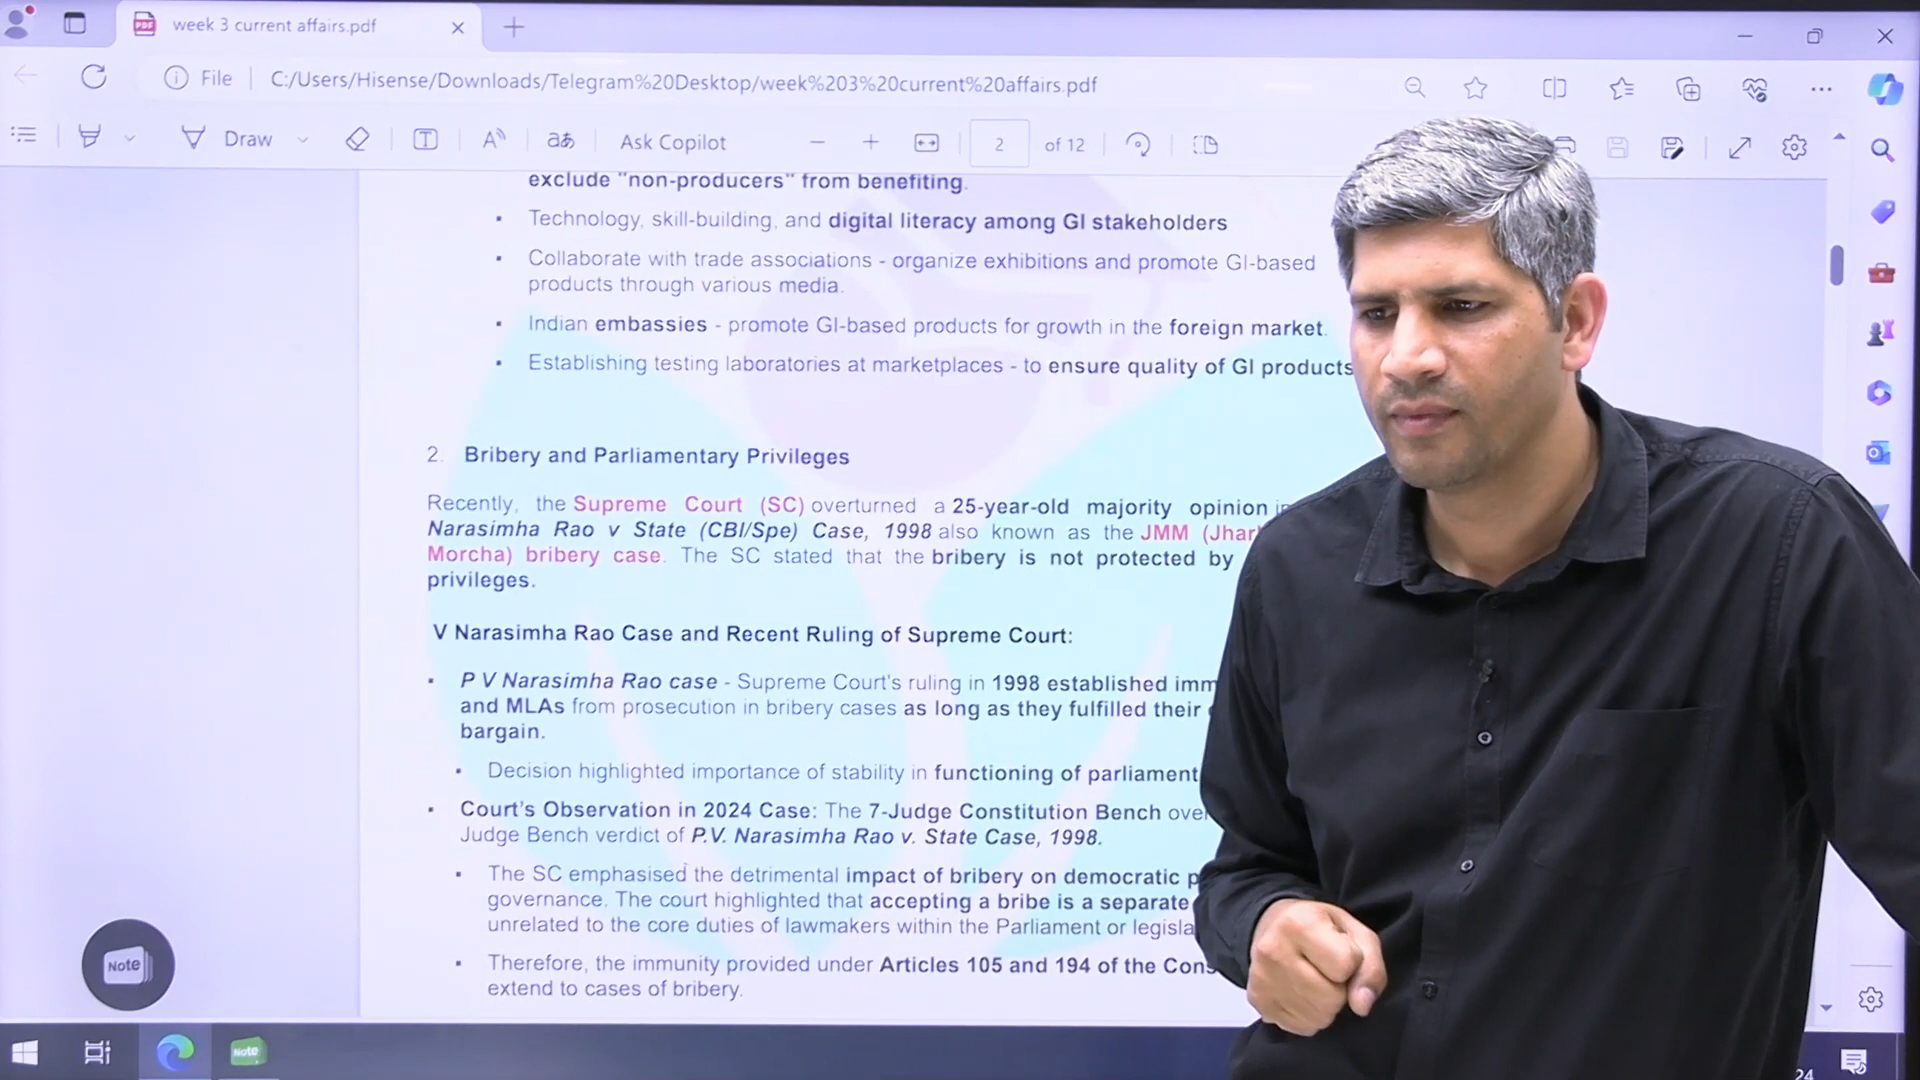 week 3 current affairs.pdf
File
C:/Users/Hisense/Downloads/Telegram%20Desktop/week%203%20current%20affairs.pdf
Draw
aあ
Ask Copilot
2 of 12
exclude "non-producers" from benefiting.
Technology, skill-building, and digital literacy among GI stakeholders
Collaborate with trade associations - organize exhibitions and promote GI-based
products through various media.
Indian embassies - promote GI-based products for growth in the foreign market.
Establishing testing laboratories at marketplaces - to ensure quality of GI products
2. Bribery and Parliamentary Privileges
Recently, the Supreme Court (SC) overturned a 25-year-old majority opinion
Narasimha Rao v State (CBI/Spe) Case, 1998 also known as the JMM
Morcha) bribery case. The SC stated that the bribery is not protected by
privileges.
V Narasimha Rao Case and Recent Ruling of Supreme Court:
P V Narasimha Rao case - Supreme Court's ruling in 1998 established
and MLAs from prosecution in bribery cases as long as they fulfilled their
bargain.
Decision highlighted importance of stability in functioning of parliament
Court's Observation in 2024 Case: The 7-Judge Constitution Bench
Judge Bench verdict of P.V. Narasimha Rao v. State Case, 1998.
The SC emphasised the detrimental impact of bribery on democratic
governance. The court highlighted that accepting a bribe is a separate
unrelated to the core duties of lawmakers within the Parliament or
Therefore, the immunity provided under Articles 105 and 194 of the
extend to cases of bribery.
Note
Note
24